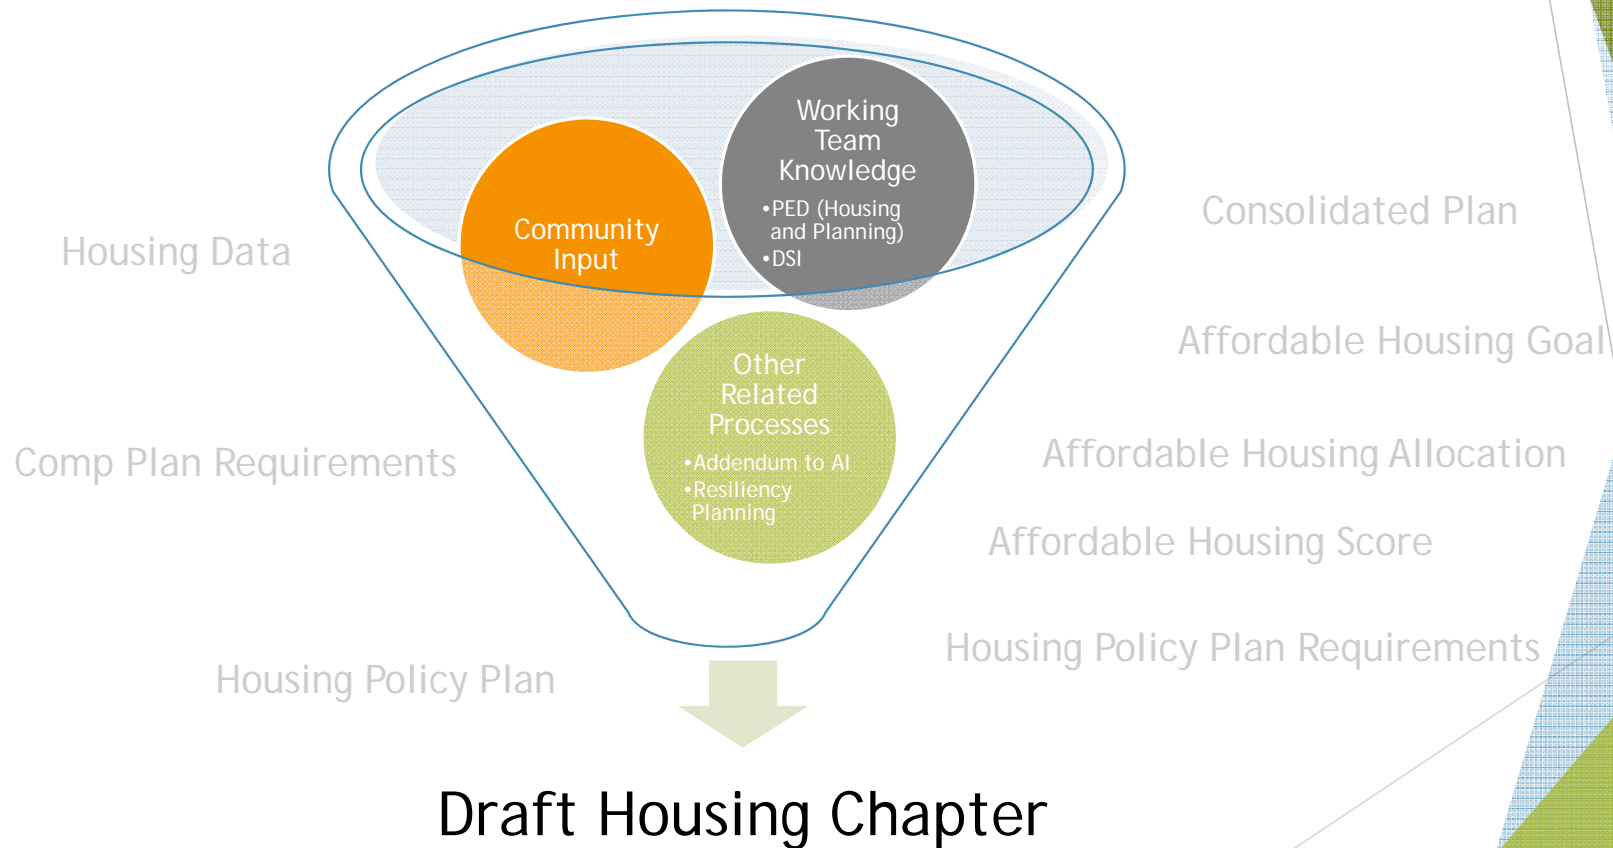 Working
Team
Knowledge
•PED (Housing
and Planning)
•DSI
Community
Input
Other
Related
Processes
•Addendum to AI
•Resiliency
Planning
Housing Data
Comp Plan Requirements
Housing Policy Plan
Consolidated Plan
Affordable Housing Goal
Affordable Housing Allocation
Affordable Housing Score
Housing Policy Plan Requirements
Draft Housing Chapter